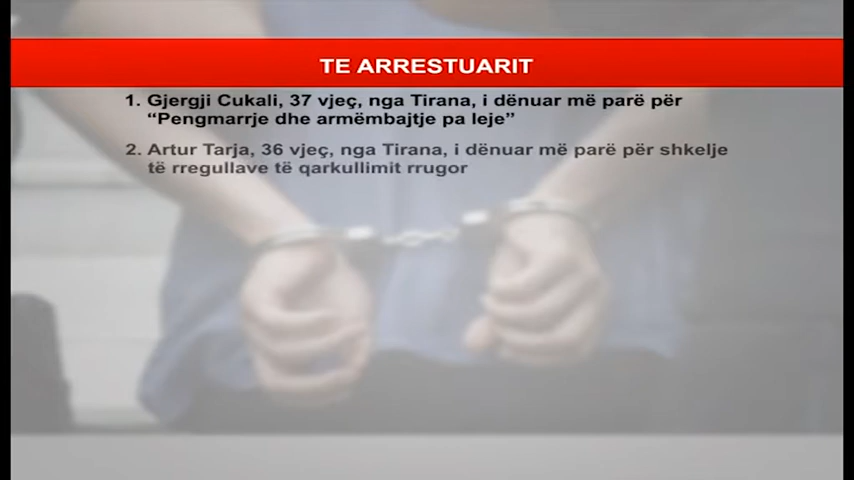 TE ARRESTUARIT
1. Gjergji Cukali, 37 vjeç, nga Tirana, i dënuar më parë për
“Pengmarrje dhe armëmbajtje pa leje”
2. Artur Tarja, 36 vjeç, nga Tirana, i dënuar më parë për shkelje
të rregullave të qarkullimit rrugor